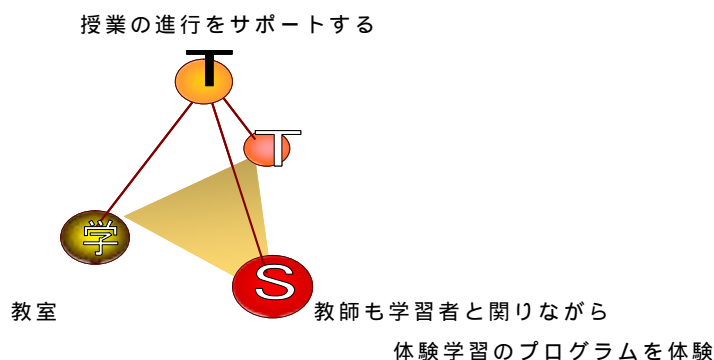 授業の進行をサポートする
T
T
学
S
教室
教師も学習者と関りながら
体験学習のプログラムを体験